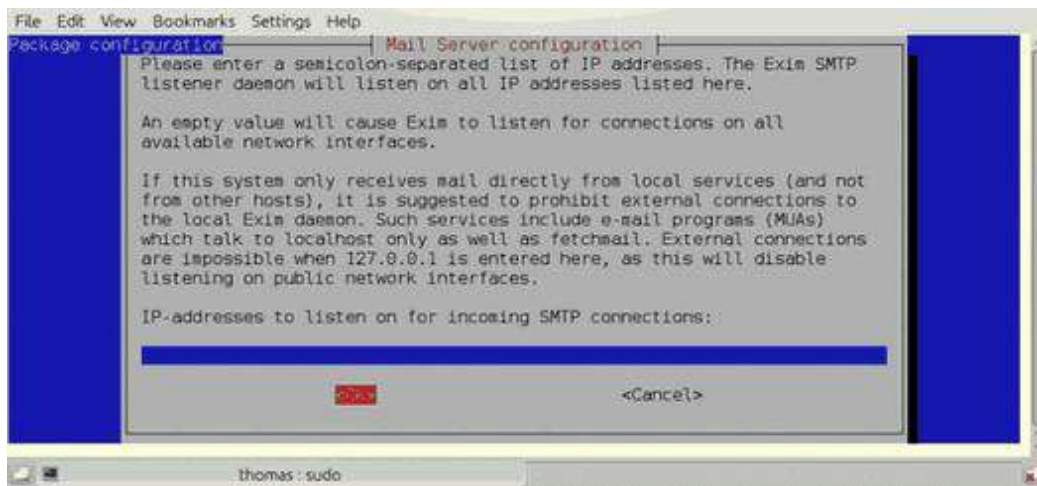 File Edit View Bookmarks Settings Help
Package configuration
Mail Server configuration
Please enter a semicolon-separated list of IP addresses. The Exim SMTP
listener daemon will listen on all IP addresses listed here.
An empty value will cause Exim to listen for connections on all
available network interfaces.
If this system only receives mail directly from local services (and not
from other hosts), it is suggested to prohibit external connections to
the local Exim daemon. Such services include e-mail programs (MUAs)
which talk to localhost only as well as fetchmail. External connections
are impossible when 127.0.0.1 is entered here, as this will disable
listening on public network interfaces.
IP-addresses to listen on for incoming SMTP connections:
<Cancel>
thomas : sudo